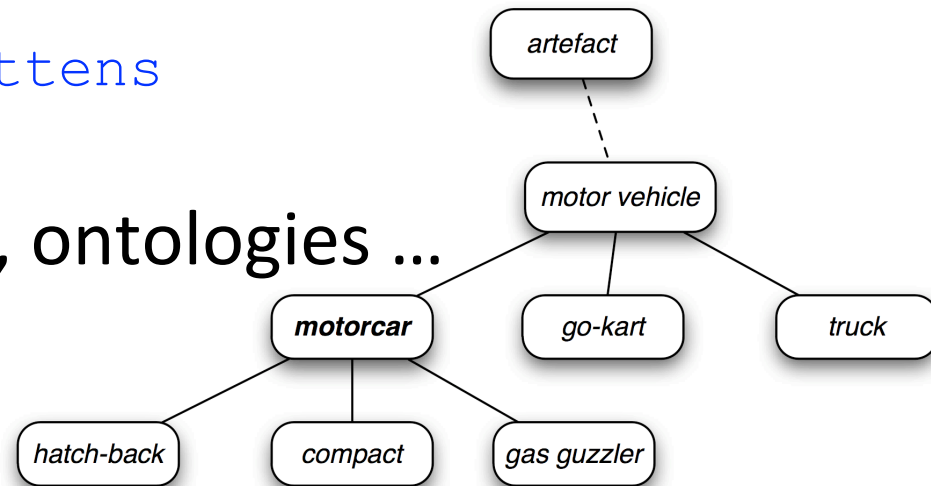 artefact
ttens
motor vehicle
, ontologies …
motorcar
go-kart
truck
hatch-back
compact
gas guzzler